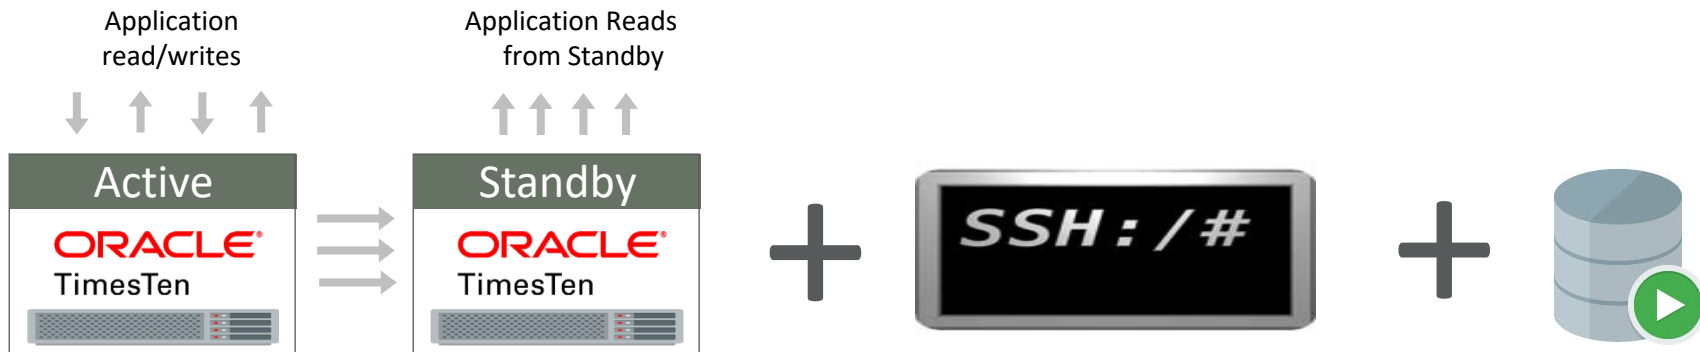 Application
read/writes
Application Reads
from Standby
Active
ORACLE®
TimesTen
Standby
ORACLE®
TimesTen
SSH:/#